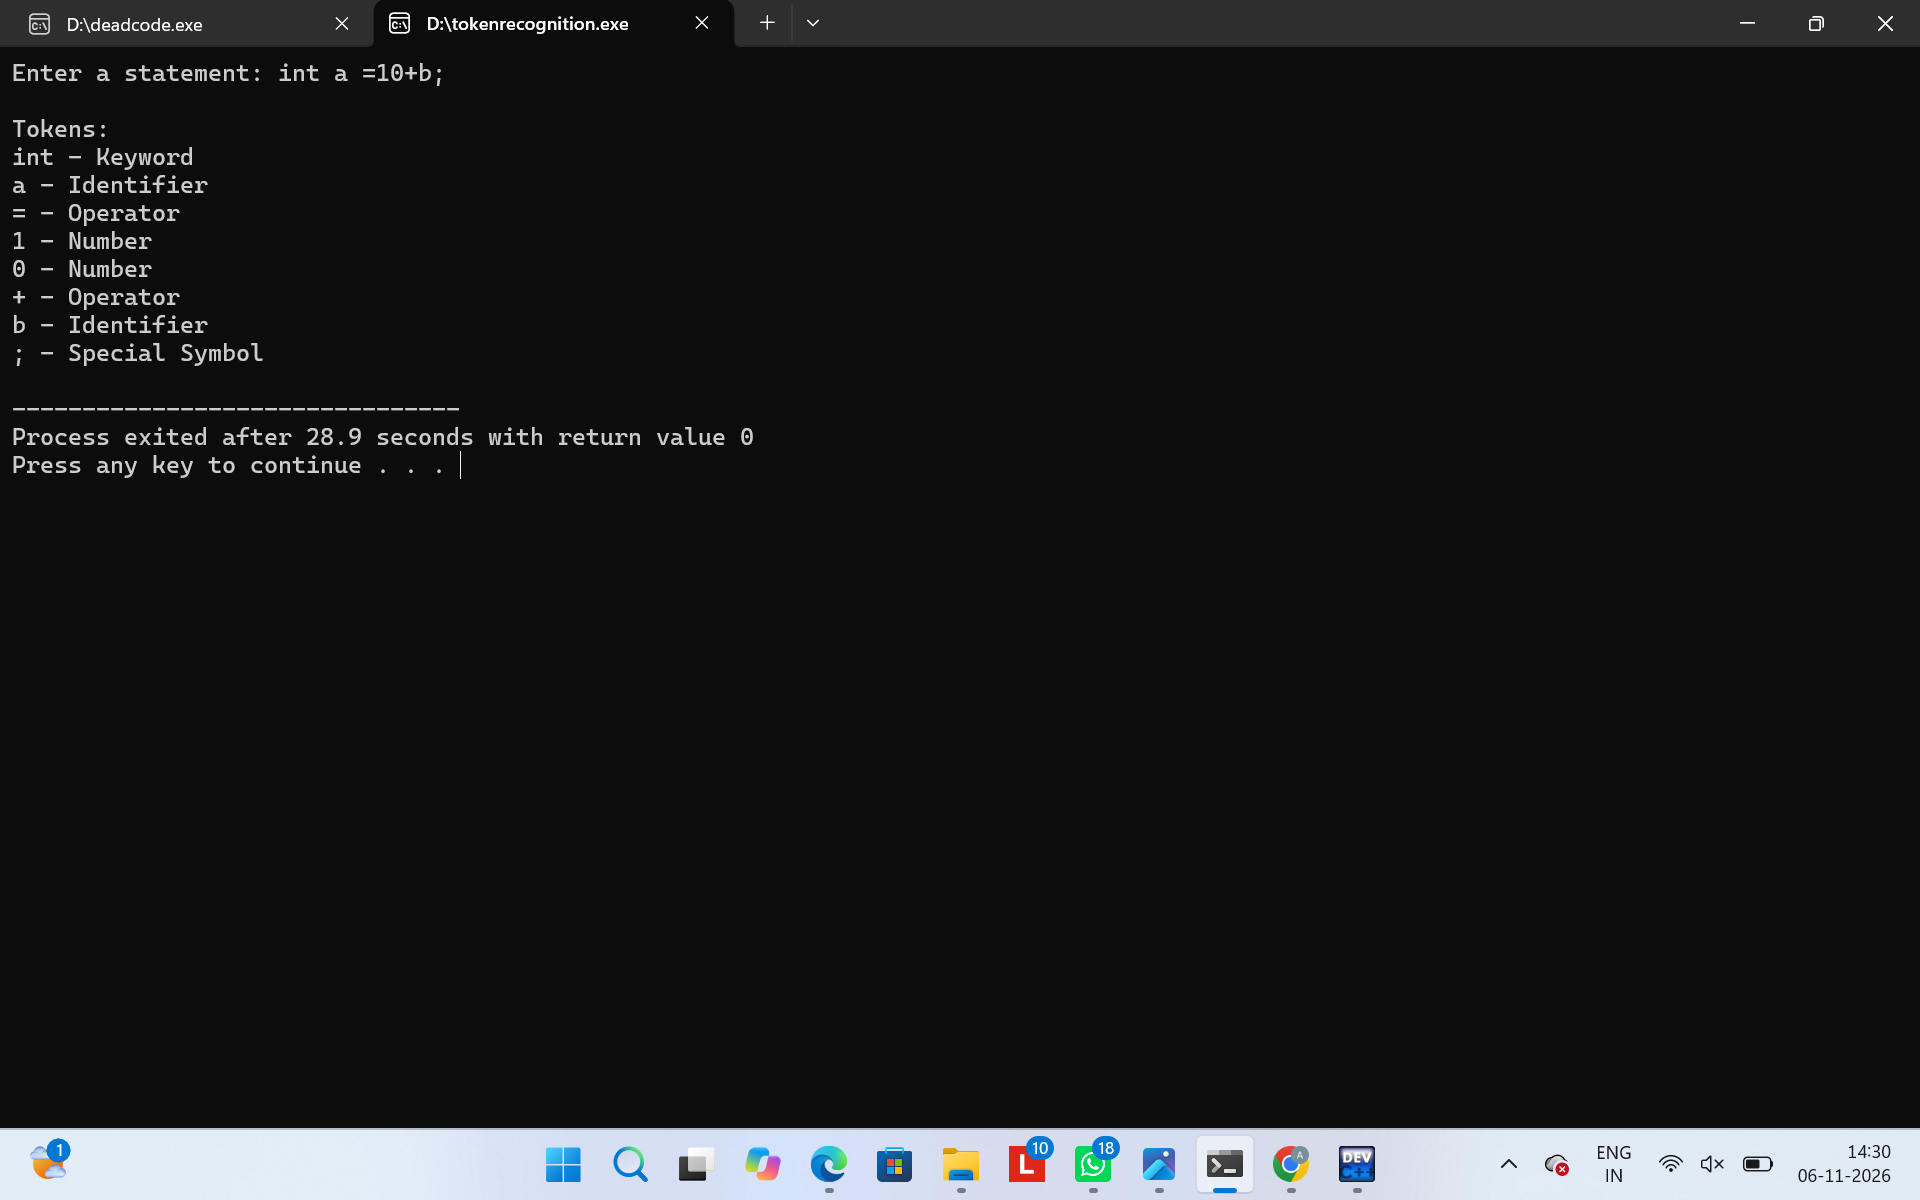 D:\deadcode.exe
D:\tokenrecognition.exe
Enter a statement: int a =10+b;
Tokens:
int - Keyword
a - Identifier
= - Operator
1 - Number
0 - Number
+ - Operator
b - Identifier
; - Special Symbol
--------------------------------
Process exited after 28.9 seconds with return value 0
Press any key to continue . . .
1
L
10
18
A
DEV
C++
ENG
IN
14:30
06-11-2026